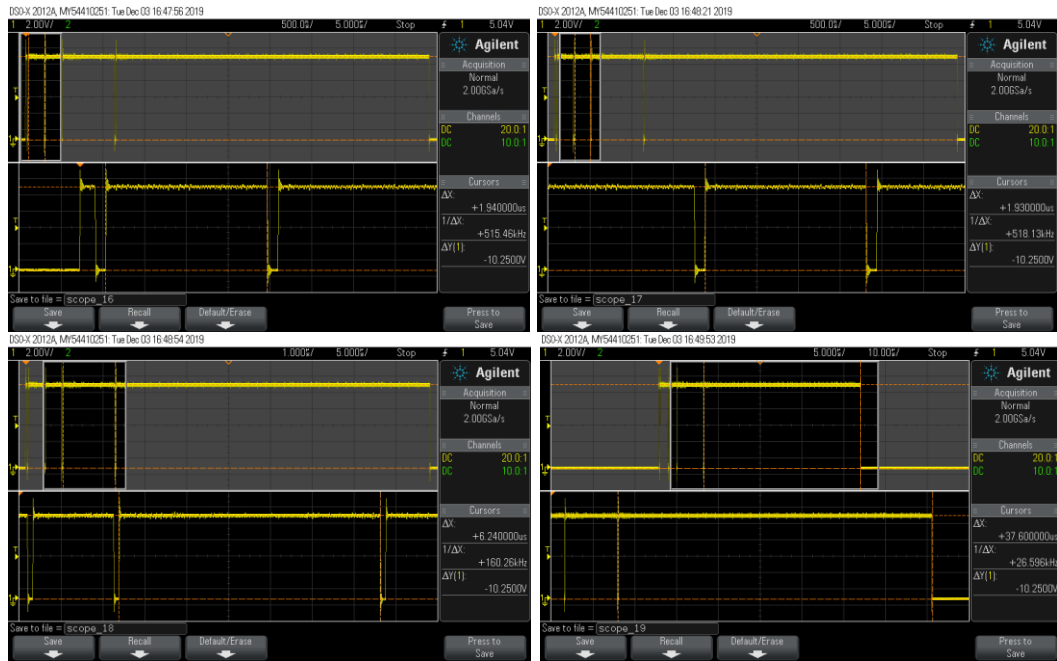 DSO-X 2012A, MY54410251: Tue Dec 03 16:47:56 2019
1 2.00V/ 2 500.0ns/ 5.000ns/ Stop 1 5.04V
Agilent
Acquisition
Normal
2.00GSa/s
Channels
DC 20.0:1
DC 10.0:1
Cursors
ΔX:
+1.940000us
1/ΔX:
+515.46kHz
ΔY(1):
-10.2500V
Save to file = scope_16
Save Recall Default/Erase Press to Save
DSO-X 2012A, MY54410251: Tue Dec 03 16:48:21 2019
1 2.00V/ 2 500.0ns/ 5.000ns/ Stop 1 5.04V
Agilent
Acquisition
Normal
2.00GSa/s
Channels
DC 20.0:1
DC 10.0:1
Cursors
ΔX:
+1.930000us
1/ΔX:
+518.13kHz
ΔY(1):
-10.2500V
Save to file = scope_17
Save Recall Default/Erase Press to Save
DSO-X 2012A, MY54410251: Tue Dec 03 16:48:54 2019
1 2.00V/ 2 1.000s/ 5.000s/ Stop 1 5.04V
Agilent
Acquisition
Normal
2.00GSa/s
Channels
DC 20.0:1
DC 10.0:1
Cursors
ΔX:
+6.240000us
1/ΔX:
+160.26kHz
ΔY(1):
-10.2500V
Save to file = scope_18
Save Recall Default/Erase Press to Save
DSO-X 2012A, MY54410251: Tue Dec 03 16:49:53 2019
1 2.00V/ 2 5.000s/ 10.00s/ Stop 1 5.04V
Agilent
Acquisition
Normal
2.00GSa/s
Channels
DC 20.0:1
DC 10.0:1
Cursors
ΔX:
+37.600000us
1/ΔX:
+26.596kHz
ΔY(1):
-10.2500V
Save to file = scope_19
Save Recall Default/Erase Press to Save